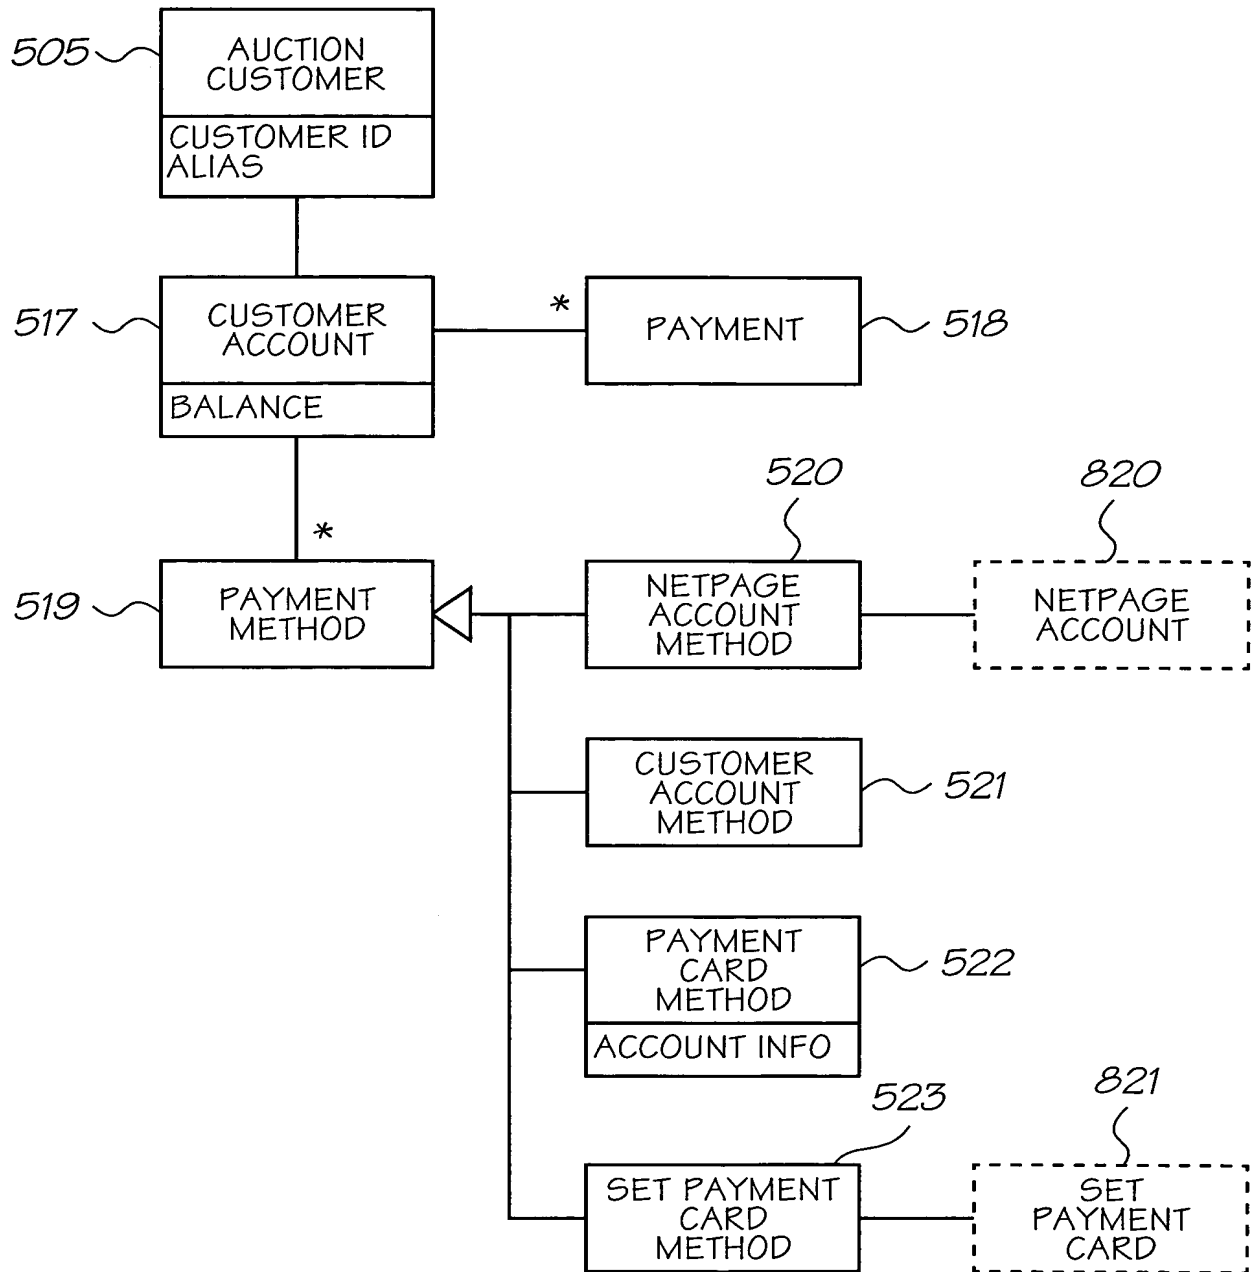 505
AUCTION
CUSTOMER
CUSTOMER ID
ALIAS
517
CUSTOMER
ACCOUNT
BALANCE
*
PAYMENT
518
*
519
PAYMENT
METHOD
520
NETPAGE
ACCOUNT
METHOD
820
NETPAGE
ACCOUNT
CUSTOMER
ACCOUNT
METHOD
521
PAYMENT
CARD
METHOD
522
ACCOUNT INFO
523
SET PAYMENT
CARD
METHOD
821
SET
PAYMENT
CARD